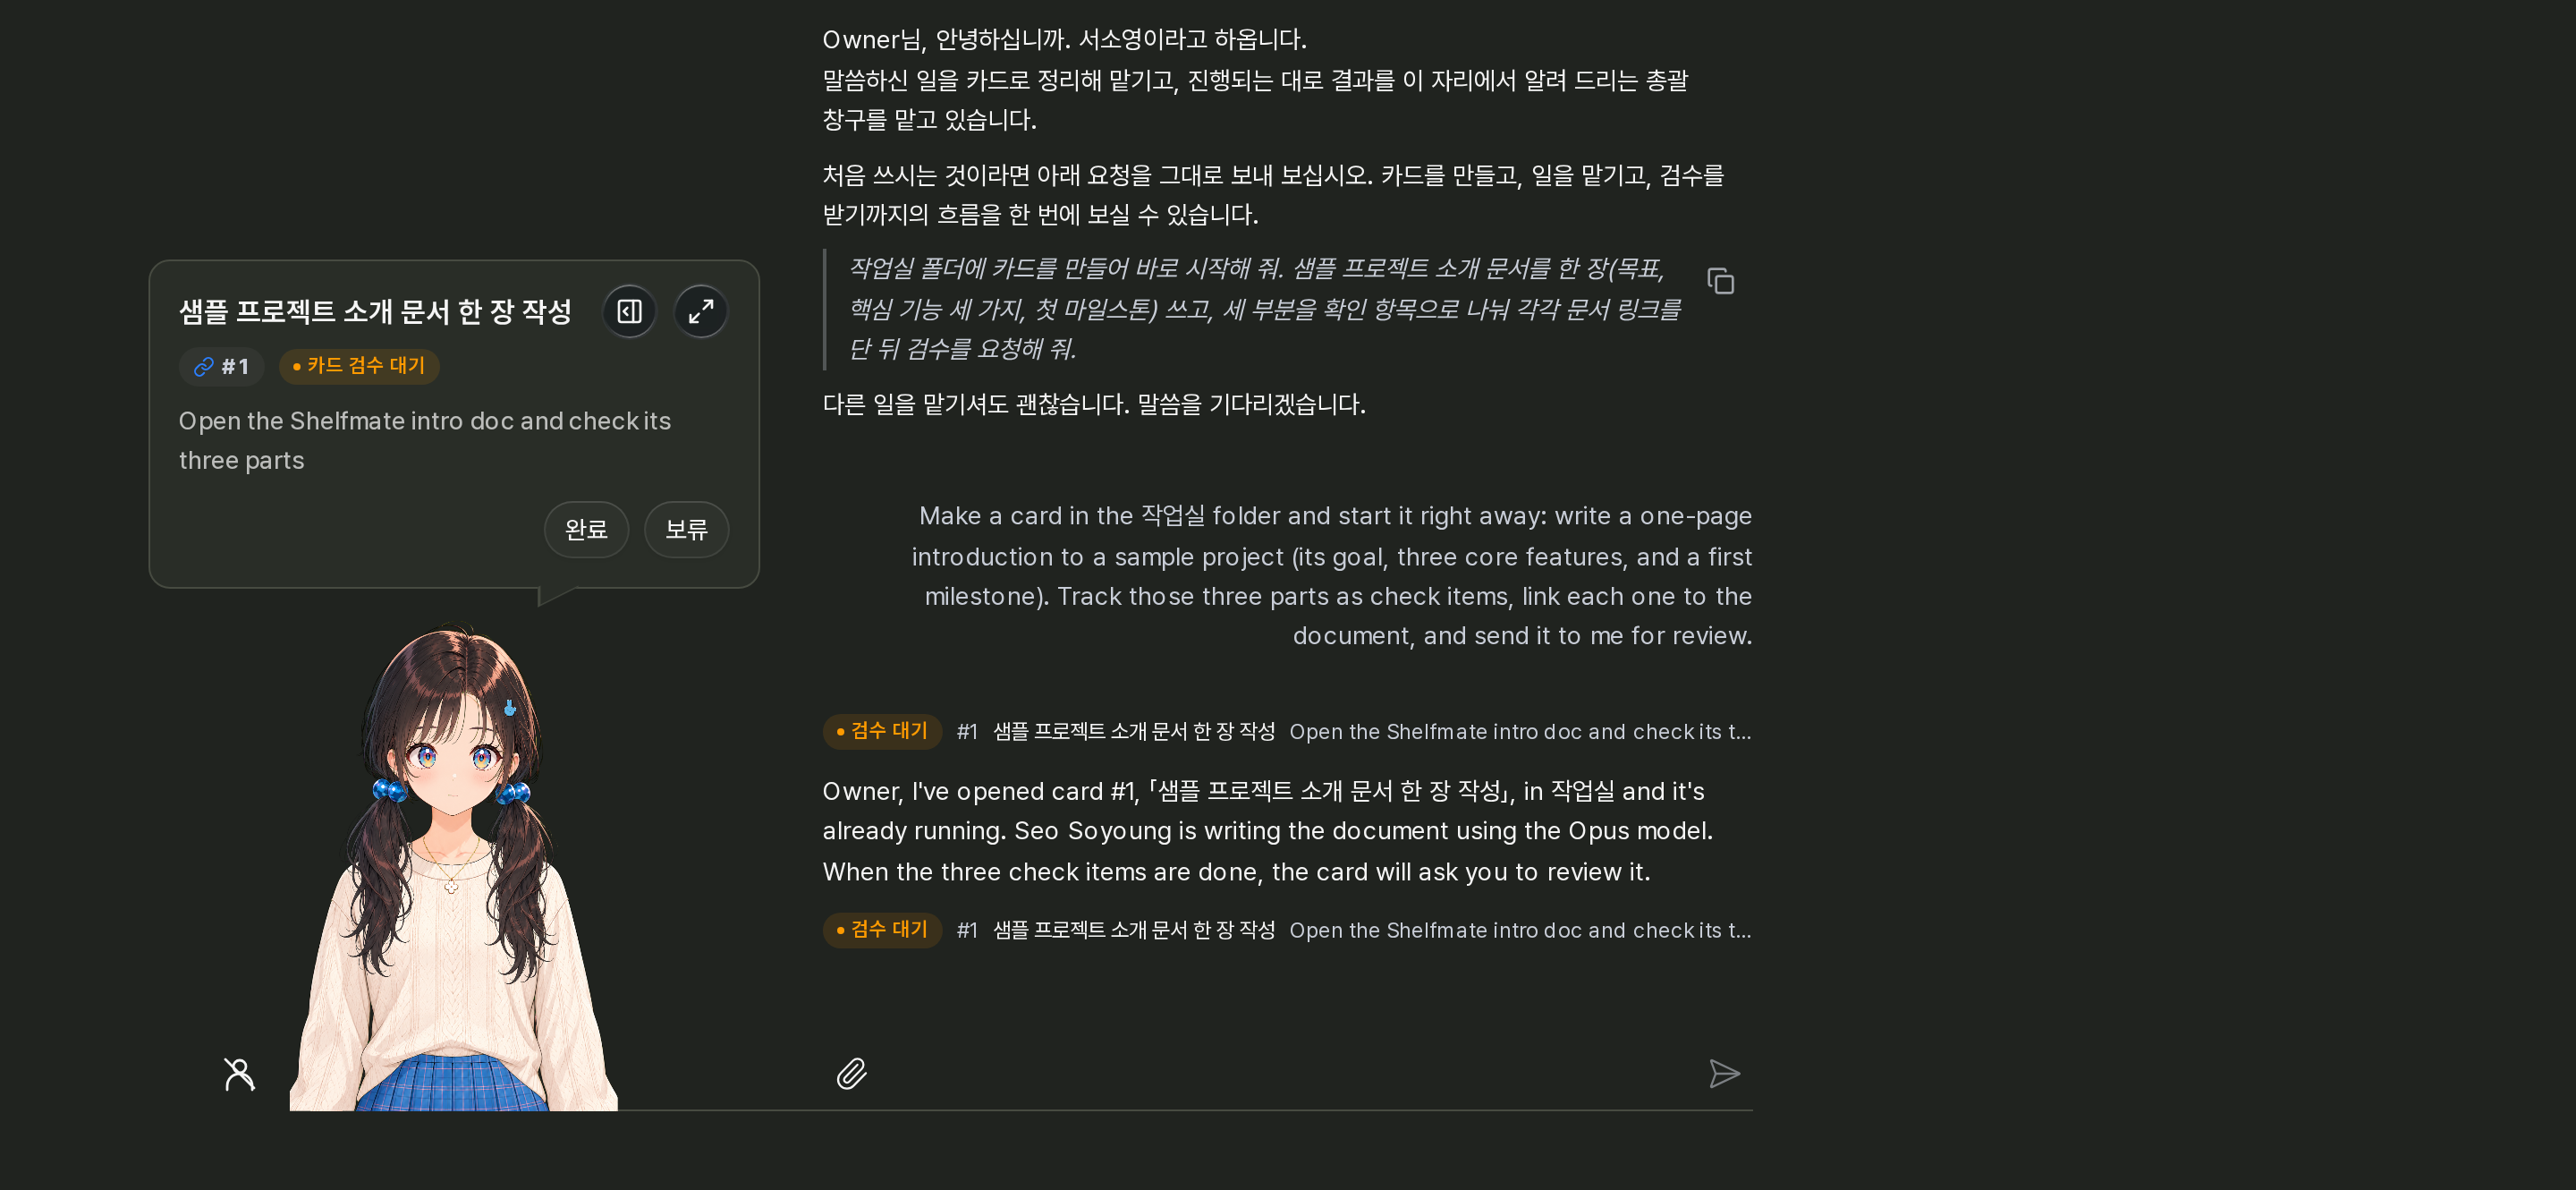 Owner님, 안녕하십니까. 서소영이라고 하옵니다.
말씀하신 일을 카드로 정리해 맡기고, 진행되는 대로 결과를 이 자리에서 알려 드리는 총괄
창구를 맡고 있습니다.
처음 쓰시는 것이라면 아래 요청을 그대로 보내 보십시오. 카드를 만들고, 일을 맡기고, 검수를
받기까지의 흐름을 한 번에 보실 수 있습니다.
작업실 폴더에 카드를 만들어 바로 시작해 줘. 샘플 프로젝트 소개 문서를 한 장(목표,
핵심 기능 세 가지, 첫 마일스톤) 쓰고, 세 부분을 확인 항목으로 나눠 각각 문서 링크를
단 뒤 검수를 요청해 줘.
다른 일을 맡기셔도 괜찮습니다. 말씀을 기다리겠습니다.
샘플 프로젝트 소개 문서 한 장 작성
#1 카드 검수 대기
Open the Shelfmate intro doc and check its
three parts
완료 보류
Make a card in the 작업실 folder and start it right away: write a one-page
introduction to a sample project (its goal, three core features, and a first
milestone). Track those three parts as check items, link each one to the
document, and send it to me for review.
검수 대기 #1 샘플 프로젝트 소개 문서 한 장 작성 Open the Shelfmate intro doc and check its t...
Owner, I've opened card #1, 「샘플 프로젝트 소개 문서 한 장 작성」, in 작업실 and it's
already running. Seo Soyoung is writing the document using the Opus model.
When the three check items are done, the card will ask you to review it.
검수 대기 #1 샘플 프로젝트 소개 문서 한 장 작성 Open the Shelfmate intro doc and check its t...